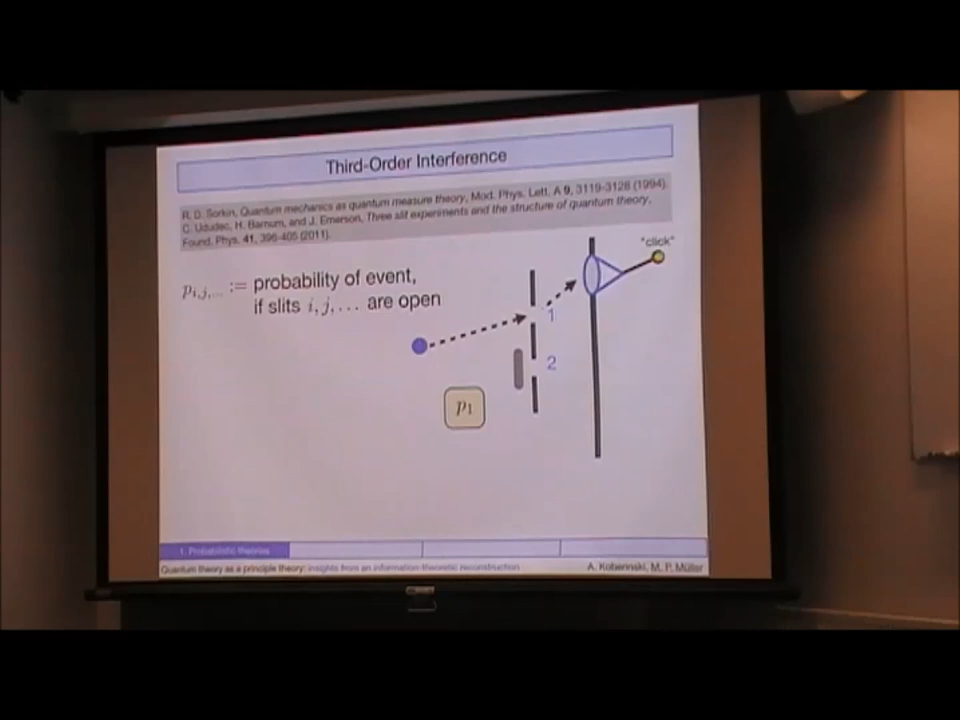 Third-Order Interference
R. D. Sorkin, Quantum mechanics as quantum measure theory, Mod. Phys. Lett. A 9, 3119-3128 (1994).
C. Ududec, H. Barnum, and J. Emerson, Three slit experiments and the structure of quantum theory,
Found. Phys. 41, 396-405 (2011).
"click"
p_{i,j,...} := probability of event,
if slits i, j, ... are open
1
2
p_1
1. Probabilistic theories
Quantum theory as a principle theory: insights from an information-theoretic reconstruction
A. Koberinski, M. P. Müller